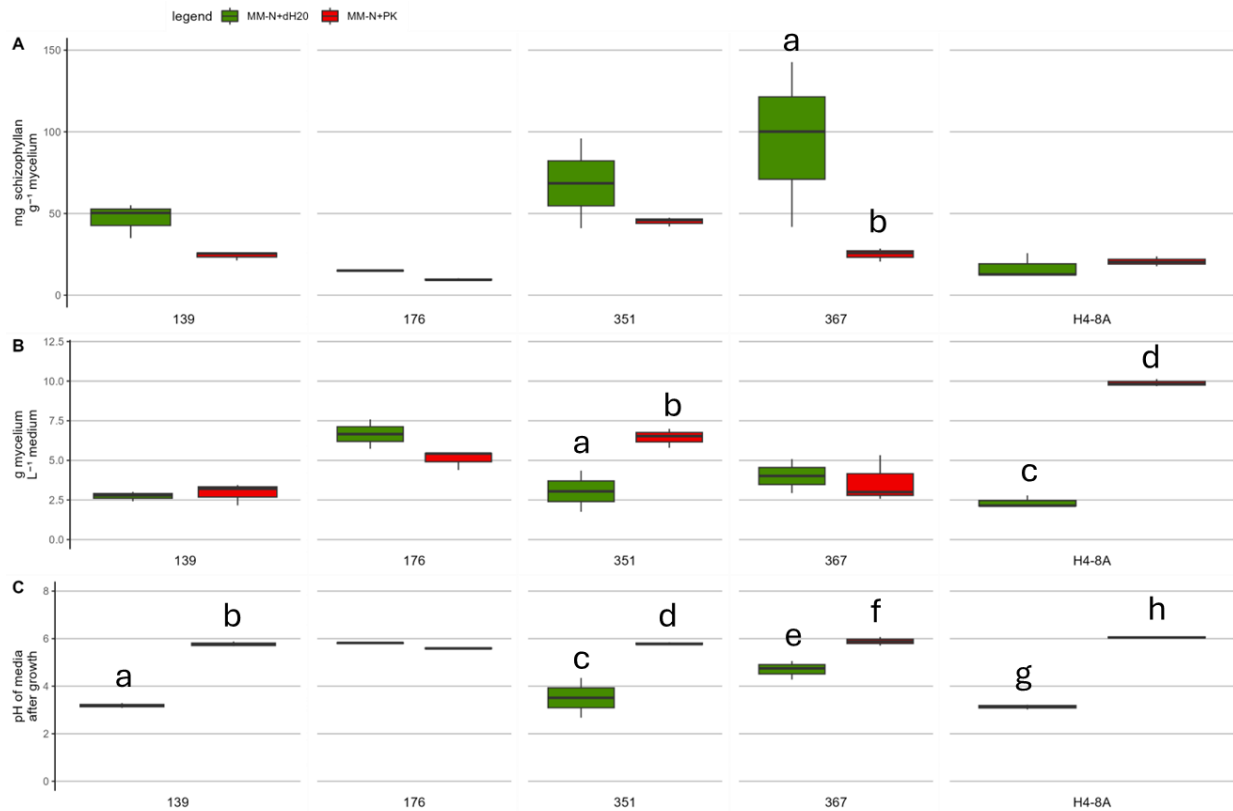 legend MM-N+dH20 MM-N+PK
A
mg schizophyllan
g⁻¹ mycelium
150
100
50
0
a
b
139 176 351 367 H4-8A
B
g mycelium
L⁻¹ medium
12.5
10.0
7.5
5.0
2.5
0.0
a
b
c
d
139 176 351 367 H4-8A
C
pH of media
after growth
8
6
4
2
0
a
b
c
d
e
f
g
h
139 176 351 367 H4-8A